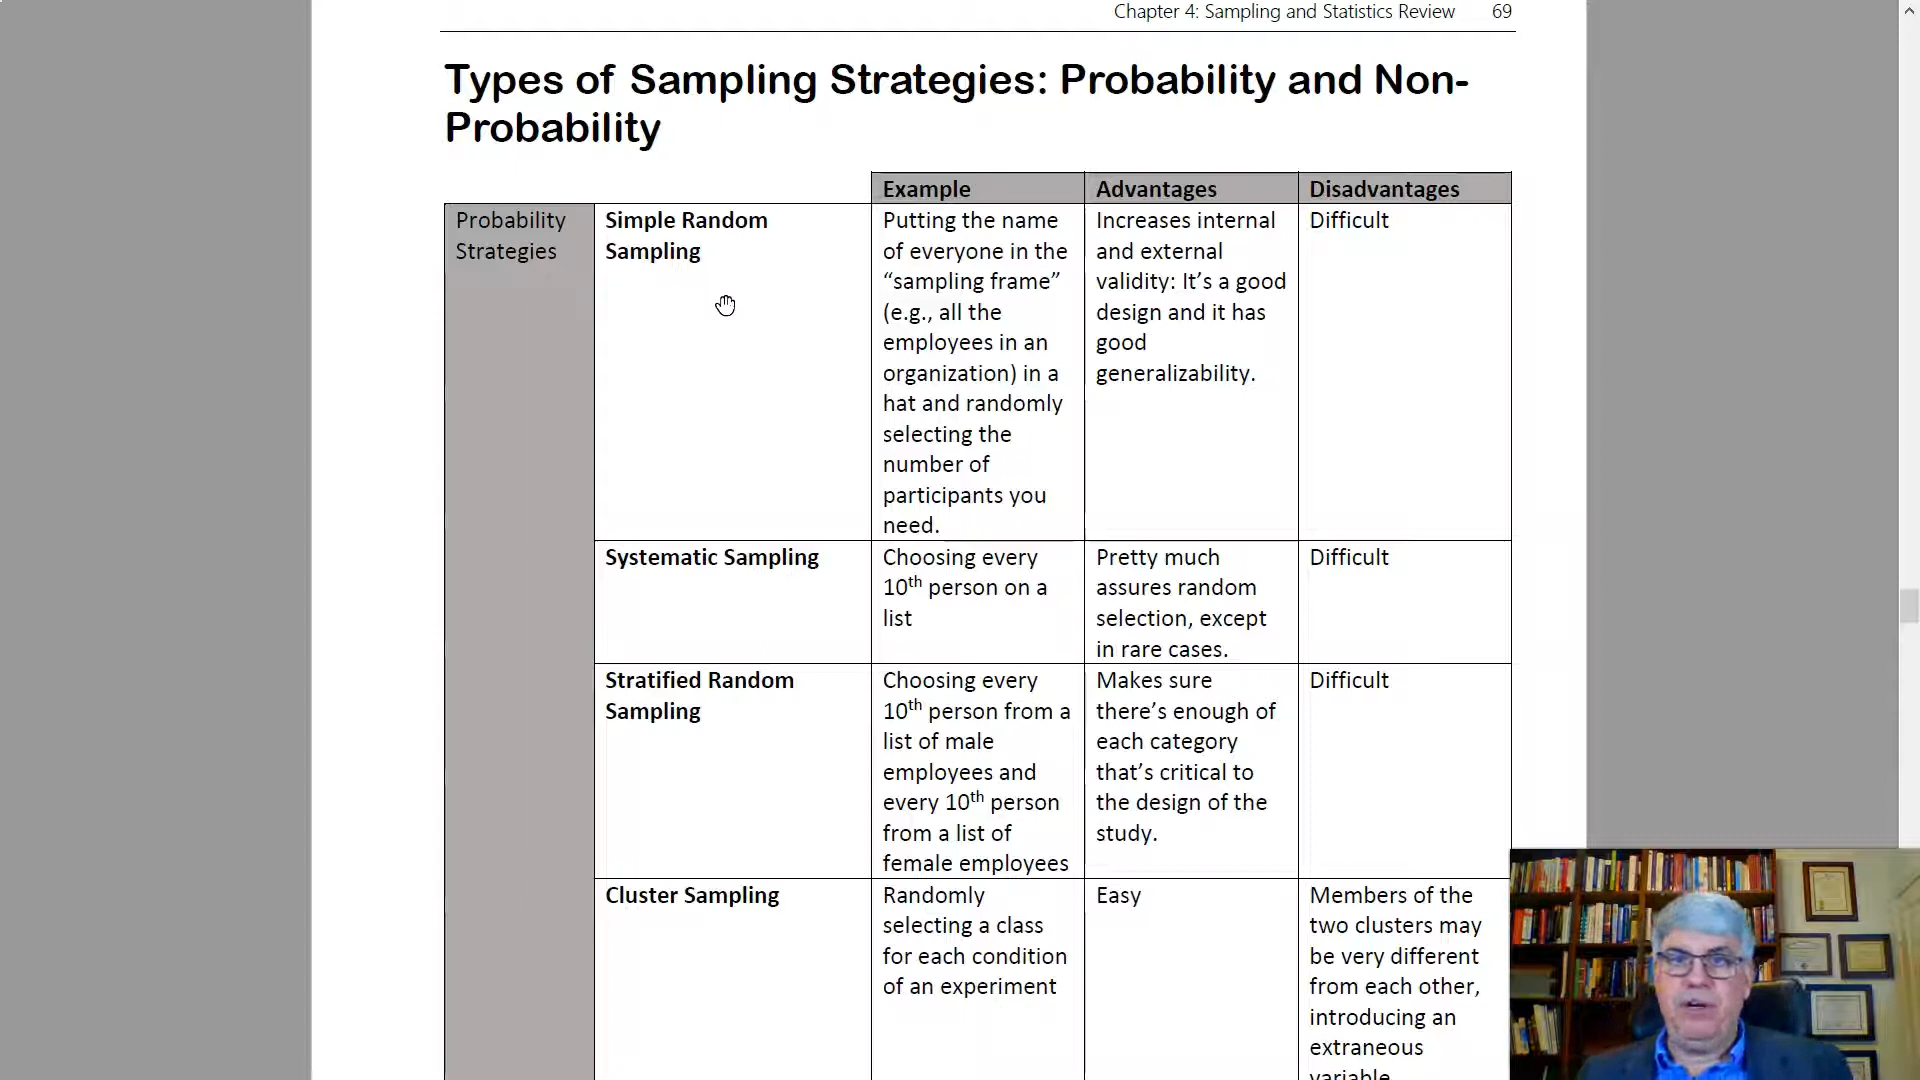 Chapter 4: Sampling and Statistics Review 69
Types of Sampling Strategies: Probability and Non-
Probability
Example Advantages Disadvantages
Probability
Strategies
Simple Random
Sampling
Putting the name
of everyone in the
“sampling frame”
(e.g., all the
employees in an
organization) in a
hat and randomly
selecting the
number of
participants you
need.
Increases internal
and external
validity: It’s a good
design and it has
good
generalizability.
Difficult
Systematic Sampling
Choosing every
10th person on a
list
Pretty much
assures random
selection, except
in rare cases.
Difficult
Stratified Random
Sampling
Choosing every
10th person from a
list of male
employees and
every 10th person
from a list of
female employees
Makes sure
there’s enough of
each category
that’s critical to
the design of the
study.
Difficult
Cluster Sampling
Randomly
selecting a class
for each condition
of an experiment
Easy
Members of the
two clusters may
be very different
from each other,
introducing an
extraneous
variable